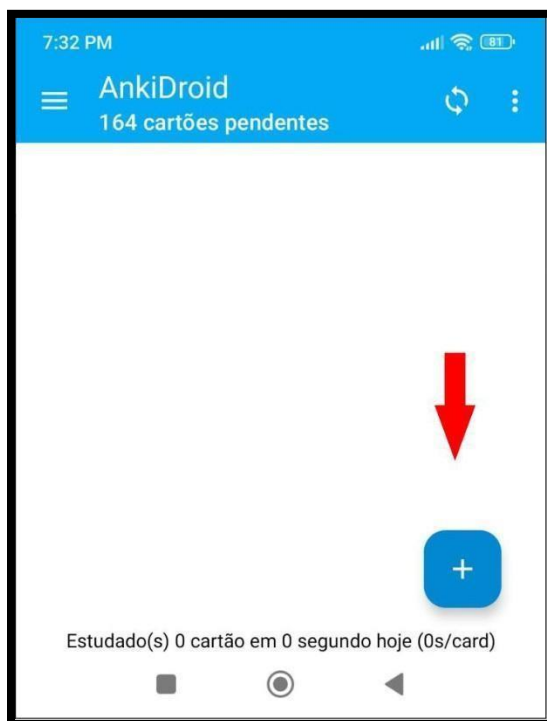 7:32 PM
81
AnkiDroid
164 cartões pendentes
+
Estudado(s) 0 cartão em 0 segundo hoje (0s/card)